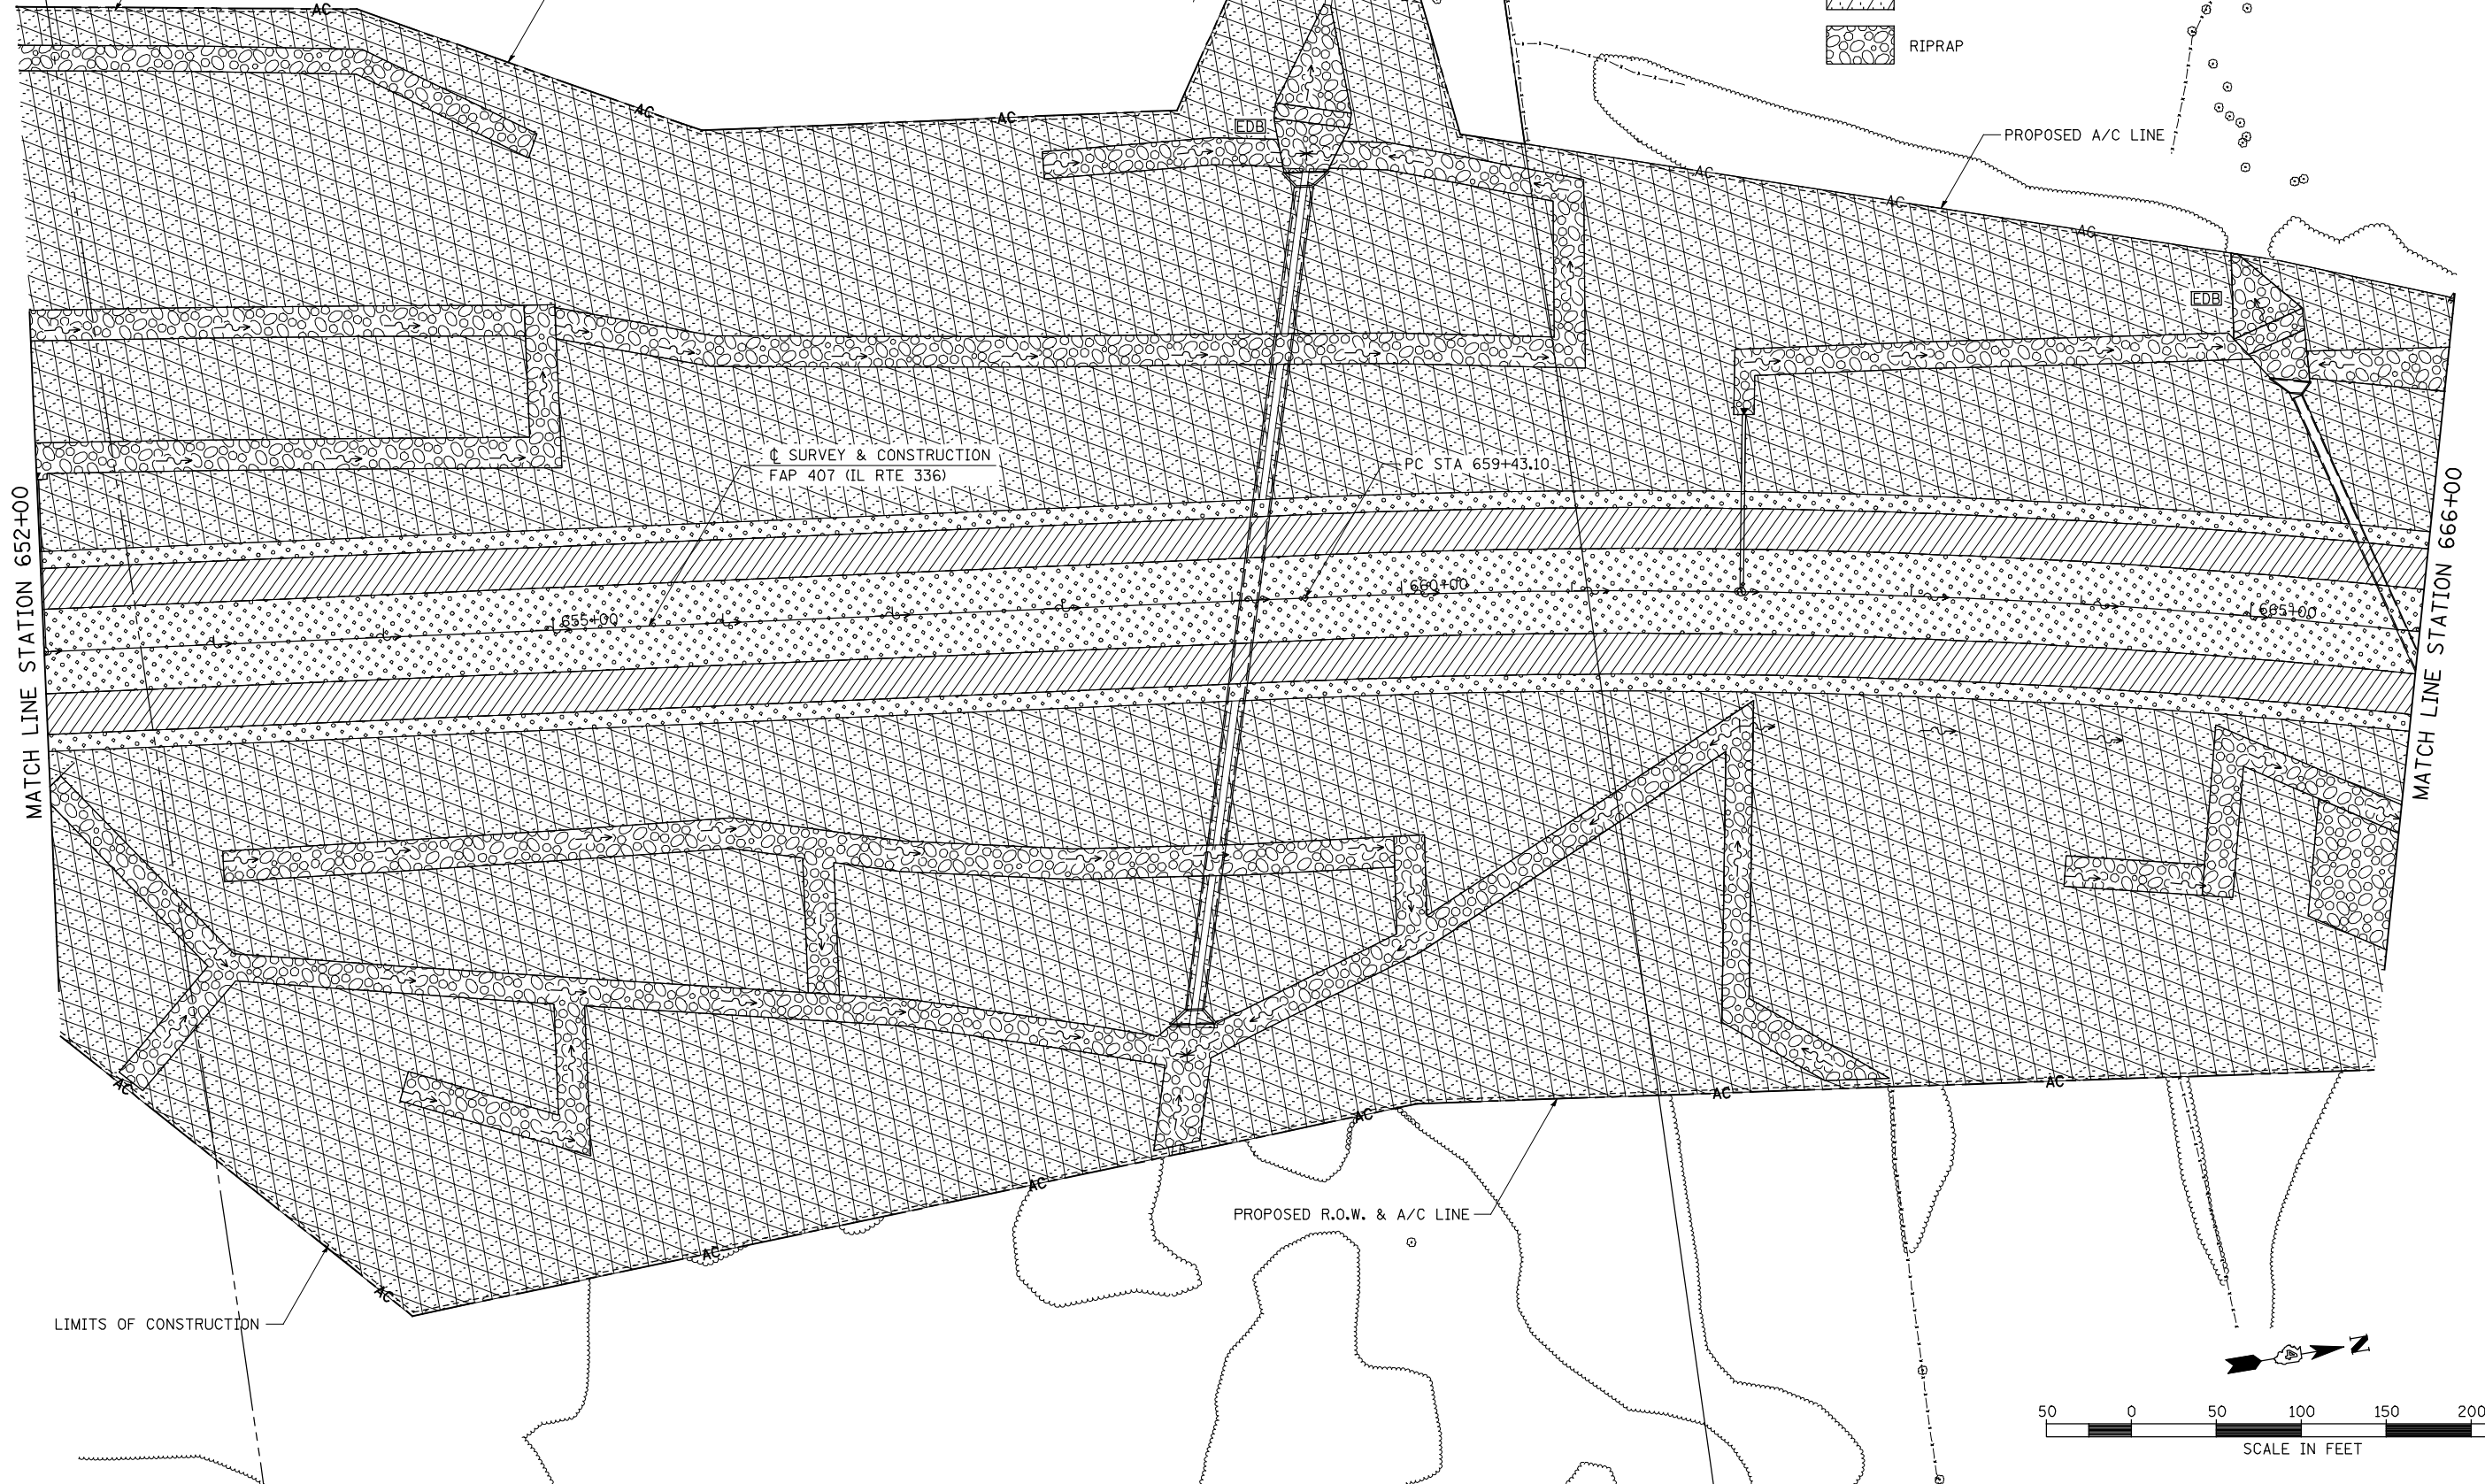 AC
RIPRAP
AC
AC
EDB
PROPOSED A/C LINE
AC
AC
AC
EDB
℄ SURVEY & CONSTRUCTION
FAP 407 (IL RTE 336)
PC STA 659+43.10
MATCH LINE STATION 652+00
MATCH LINE STATION 666+00
655+00
660+00
665+00
AC
AC
AC
AC
AC
AC
AC
PROPOSED R.O.W. & A/C LINE
LIMITS OF CONSTRUCTION
N
50 0 50 100 150 200
SCALE IN FEET